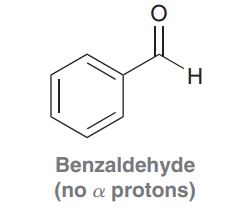 O
H
Benzaldehyde
(no α protons)